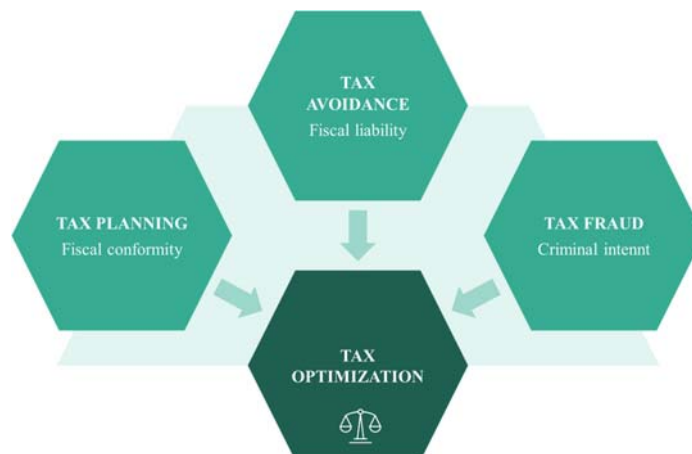 TAX
AVOIDANCE
Fiscal liability
TAX PLANNING
Fiscal conformity
TAX FRAUD
Criminal intennt
TAX
OPTIMIZATION